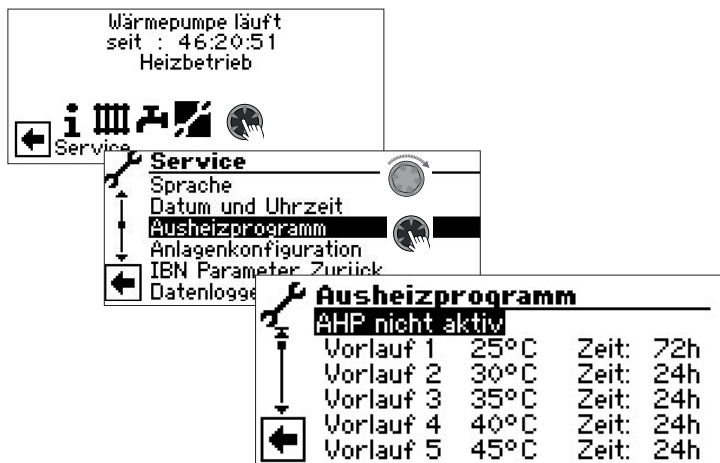 Wärmepumpe läuft
seit : 46:20:51
Heizbetrieb
Service
Service
Sprache
Datum und Uhrzeit
Ausheizprogramm
Anlagenkonfiguration
IBN Parameter Zurück
Datenlogge
Ausheizprogramm
AHP nicht aktiv
Vorlauf 1 25°C Zeit: 72h
Vorlauf 2 30°C Zeit: 24h
Vorlauf 3 35°C Zeit: 24h
Vorlauf 4 40°C Zeit: 24h
Vorlauf 5 45°C Zeit: 24h